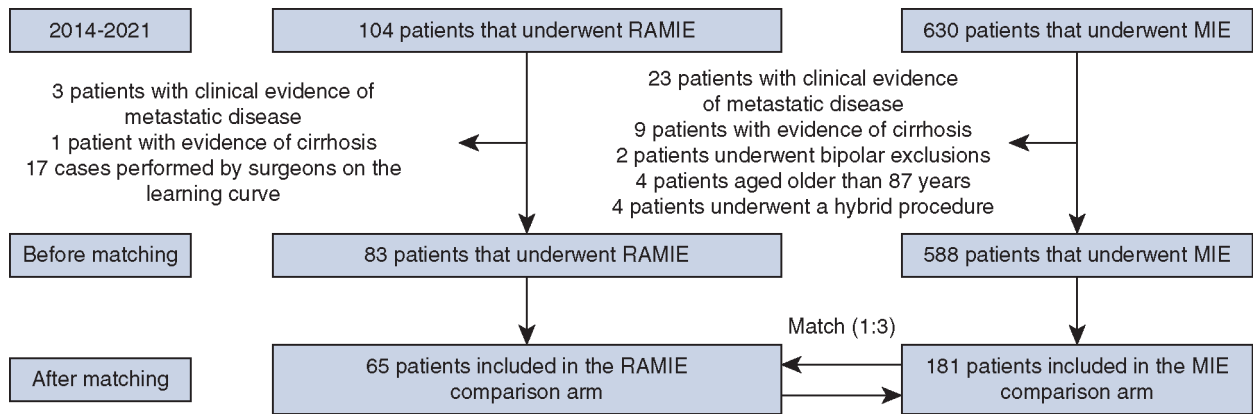 2014-2021
104 patients that underwent RAMIE
630 patients that underwent MIE
3 patients with clinical evidence of
metastatic disease
1 patient with evidence of cirrhosis
17 cases performed by surgeons on the
learning curve
23 patients with clinical evidence
of metastatic disease
9 patients with evidence of cirrhosis
2 patients underwent bipolar exclusions
4 patients aged older than 87 years
4 patients underwent a hybrid procedure
Before matching
83 patients that underwent RAMIE
588 patients that underwent MIE
Match (1:3)
After matching
65 patients included in the RAMIE
comparison arm
181 patients included in the MIE
comparison arm